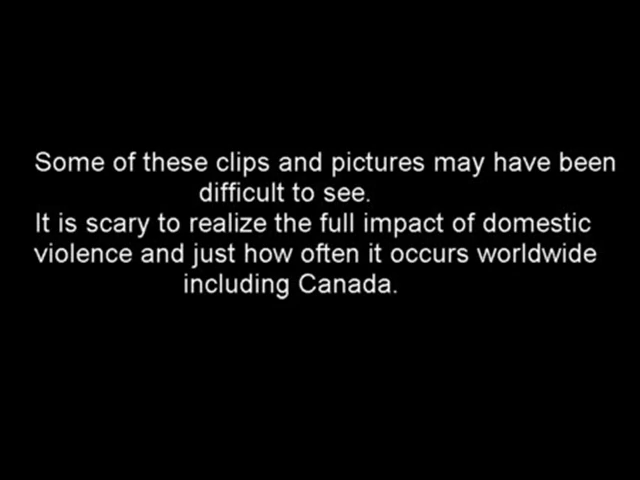 Some of these clips and pictures may have been
difficult to see.
It is scary to realize the full impact of domestic
violence and just how often it occurs worldwide
including Canada.